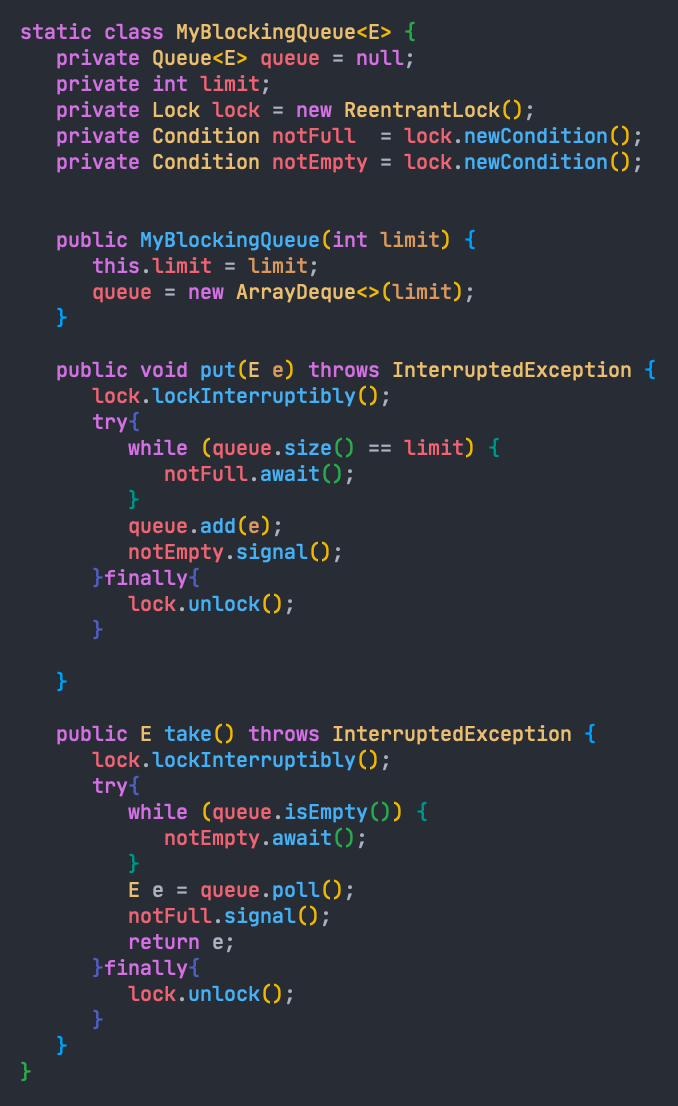 static class MyBlockingQueue<E> {
   private Queue<E> queue = null;
   private int limit;
   private Lock lock = new ReentrantLock();
   private Condition notFull  = lock.newCondition();
   private Condition notEmpty = lock.newCondition();


   public MyBlockingQueue(int limit) {
      this.limit = limit;
      queue = new ArrayDeque<>(limit);
   }

   public void put(E e) throws InterruptedException {
      lock.lockInterruptibly();
      try{
         while (queue.size() == limit) {
            notFull.await();
         }
         queue.add(e);
         notEmpty.signal();
      }finally{
         lock.unlock();
      }

   }

   public E take() throws InterruptedException {
      lock.lockInterruptibly();
      try{
         while (queue.isEmpty()) {
            notEmpty.await();
         }
         E e = queue.poll();
         notFull.signal();
         return e;
      }finally{
         lock.unlock();
      }
   }
}